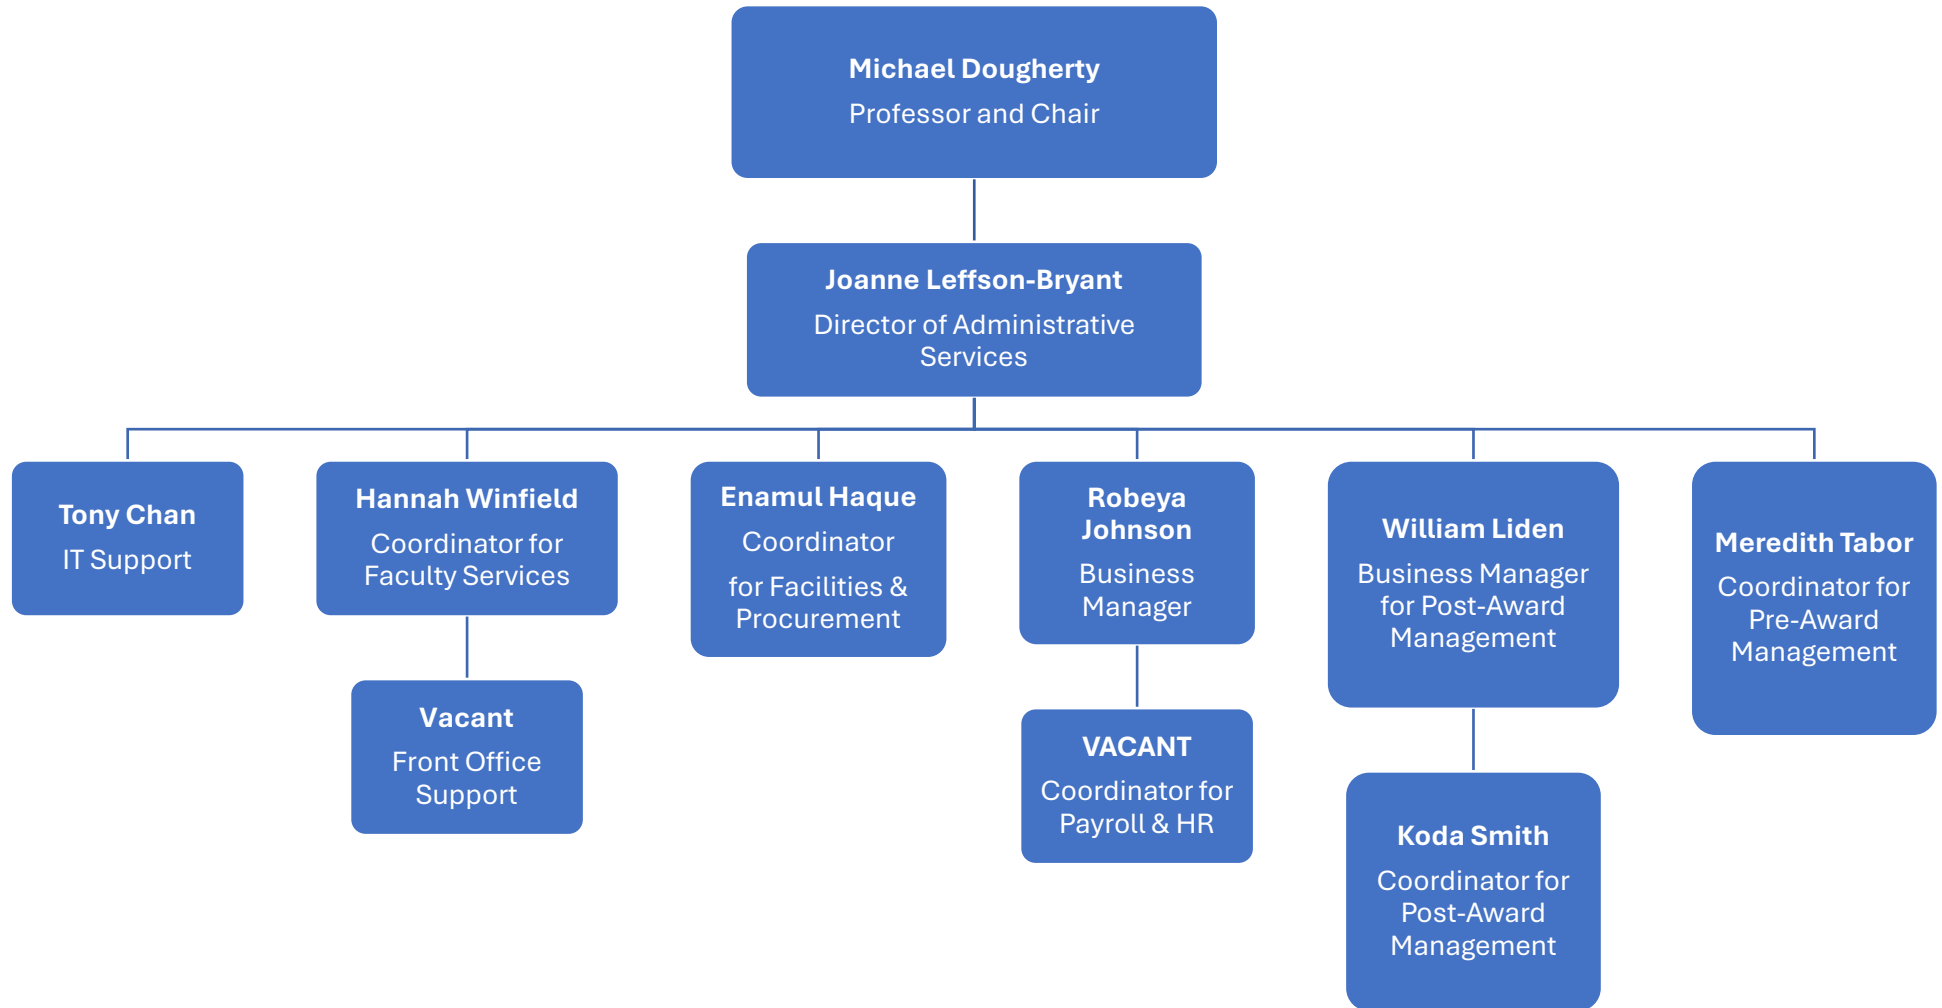 Michael Dougherty
Professor and Chair
Joanne Leffson-Bryant
Director of Administrative
Services
Tony Chan
IT Support
Hannah Winfield
Coordinator for
Faculty Services
Enamul Haque
Coordinator
for Facilities &
Procurement
Robeya
Johnson
Business
Manager
William Liden
Business Manager
for Post-Award
Management
Meredith Tabor
Coordinator for
Pre-Award
Management
Vacant
Front Office
Support
VACANT
Coordinator for
Payroll & HR
Koda Smith
Coordinator for
Post-Award
Management